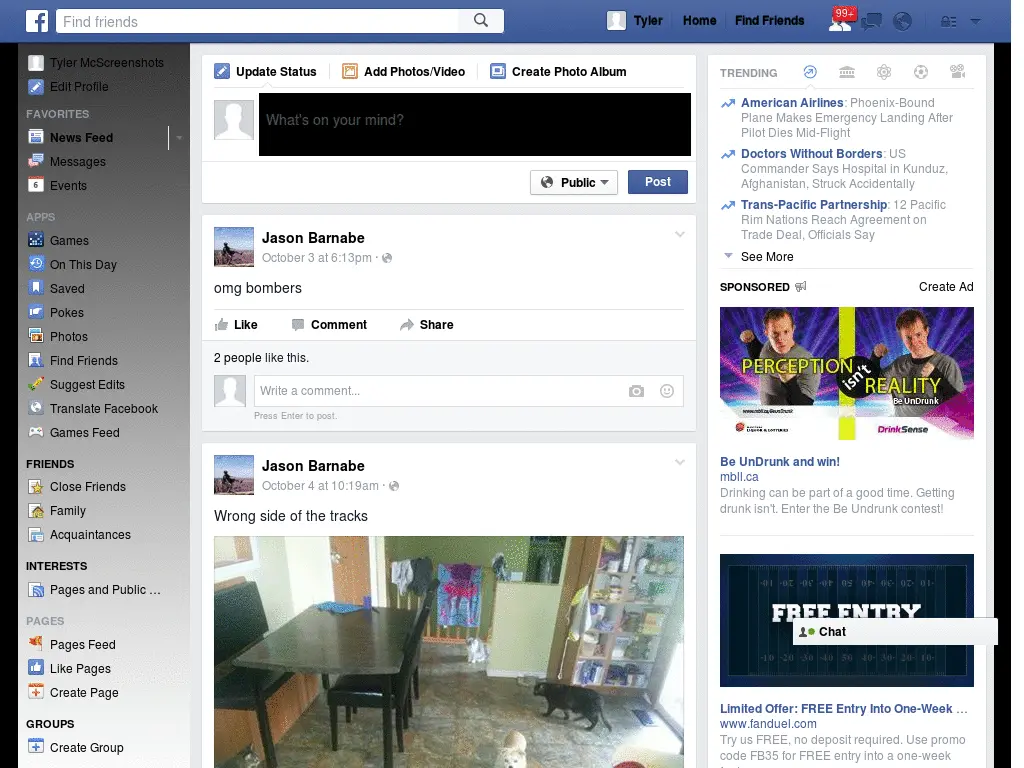 Find friends
Tyler
Home
Find Friends
99+
Tyler McScreenshots
Edit Profile
FAVORITES
News Feed
Messages
6
Events
APPS
Games
On This Day
Saved
Pokes
Photos
Find Friends
Suggest Edits
Translate Facebook
Games Feed
FRIENDS
Close Friends
Family
Acquaintances
INTERESTS
Pages and Public ...
PAGES
Pages Feed
Like Pages
Create Page
GROUPS
Create Group
Update Status
Add Photos/Video
Create Photo Album
What's on your mind?
Public
Post
Jason Barnabe
October 3 at 6:13pm ·
omg bombers
Like
Comment
Share
2 people like this.
Write a comment...
Press Enter to post.
Jason Barnabe
October 4 at 10:19am ·
Wrong side of the tracks
TRENDING
American Airlines: Phoenix-Bound
Plane Makes Emergency Landing After
Pilot Dies Mid-Flight
Doctors Without Borders: US
Commander Says Hospital in Kunduz,
Afghanistan, Struck Accidentally
Trans-Pacific Partnership: 12 Pacific
Rim Nations Reach Agreement on
Trade Deal, Officials Say
See More
SPONSORED
Create Ad
PERCEPTION
isn't
REALITY
Be UnDrunk
DrinkSense
Be UnDrunk and win!
mbll.ca
Drinking can be part of a good time. Getting
drunk isn't. Enter the Be Undrunk contest!
FREE ENTRY
Chat
Limited Offer: FREE Entry Into One-Week ...
www.fanduel.com
Try us FREE, no deposit required. Use promo
code FB35 for FREE entry into a one-week